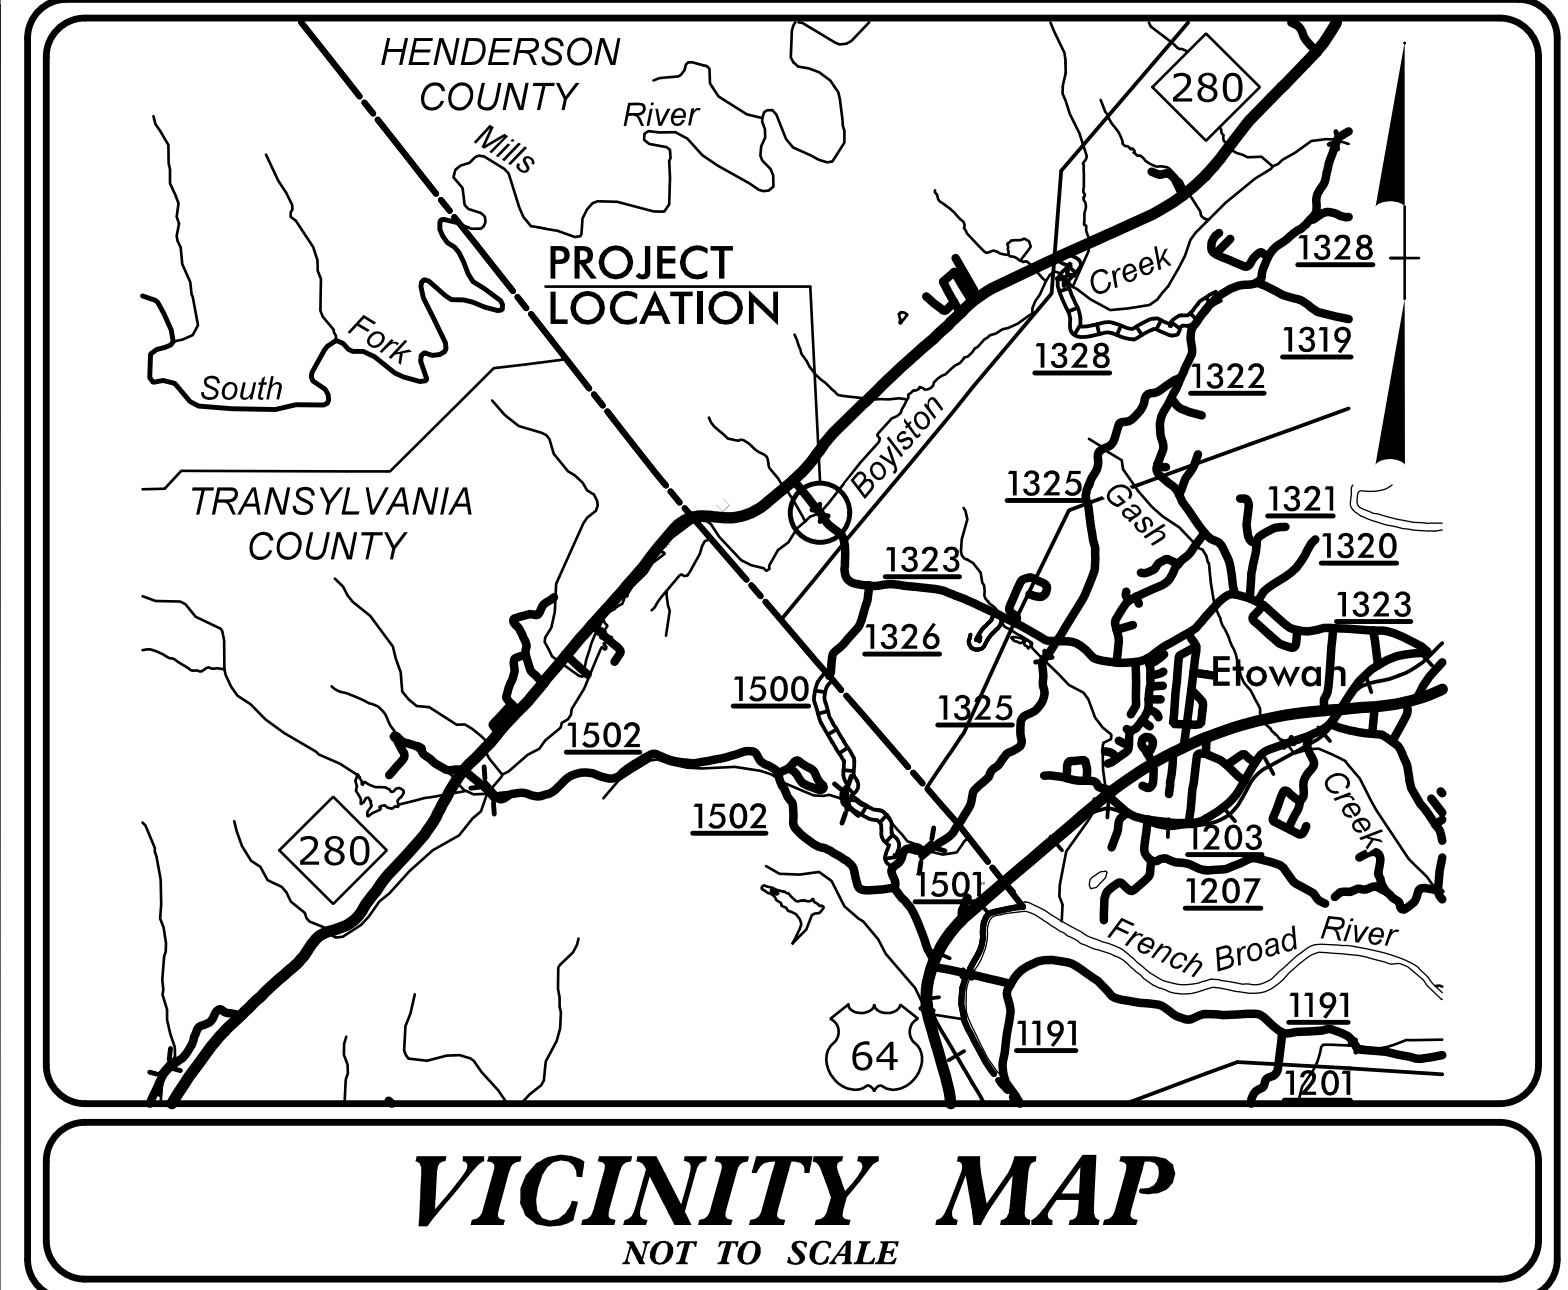 HENDERSON
COUNTY
280
River
Mills
PROJECT
LOCATION
Creek
1328
1319
1328
1322
Fork
South
Boylston
TRANSYLVANIA
COUNTY
1325
Gash
1321
1320
1323
1323
1326
Etowah
1500
1325
1502
1502
280
Creek
1203
1501
1207
French Broad River
1191
1191
64
1201
VICINITY MAP
NOT TO SCALE